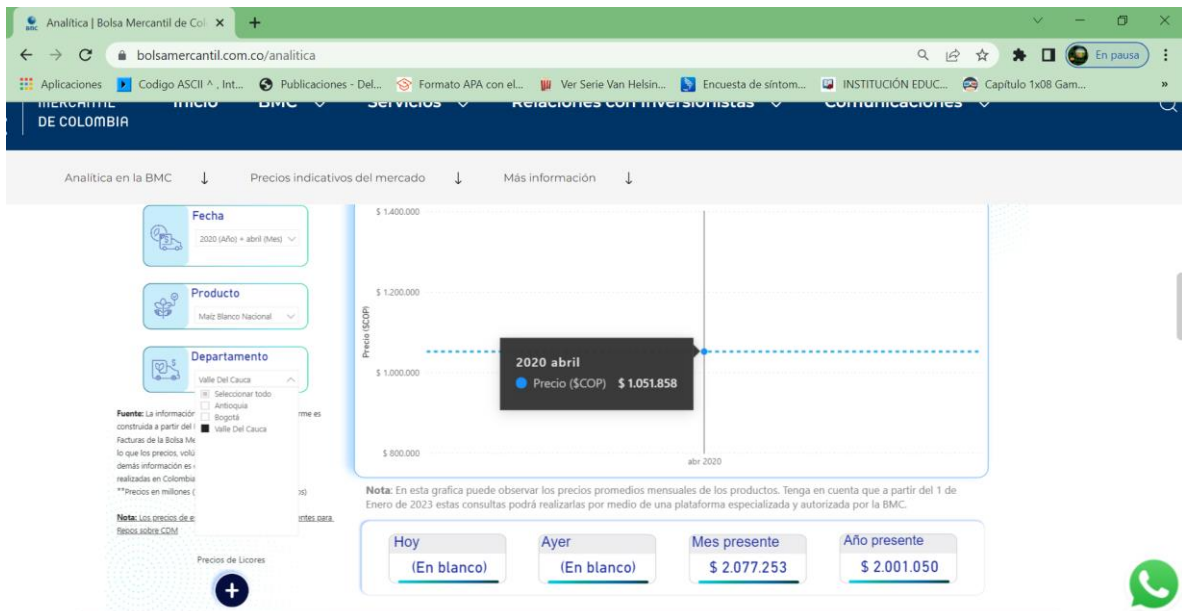 Analítica | Bolsa Mercantil de Col
bolsamercantil.com.co/analitica
En pausa
Aplicaciones
Codigo ASCII ^ , Int...
Publicaciones - Del...
Formato APA con el...
Ver Serie Van Helsin...
Encuesta de síntom...
INSTITUCIÓN EDUC...
Capítulo 1x08 Gam...
»
MERCANTIL
DE COLOMBIA
Inicio
BMC
Servicios
Relaciones con Inversionistas
Comunicaciones
Analítica en la BMC ↓
Precios indicativos del mercado ↓
Más información ↓
Fecha
2020 (Año) + abril (Mes)
Producto
Maíz Blanco Nacional
Departamento
Valle Del Cauca
Seleccionar todo
Antioquia
Bogotá
Valle Del Cauca
Fuente: La información
rme es
construida a partir del
Facturas de la Bolsa Me
lo que los precios, volú
demás información es
realizadas en Colombia
**Precios en millones (
os)
Nota: Los precios de e
entes para
Repos sobre CDM
Precios de Licores
+
$ 1.400.000
$ 1.200.000
$ 1.000.000
$ 800.000
Precio ($COP)
2020 abril
Precio ($COP) $ 1.051.858
abr 2020
Nota: En esta grafica puede observar los precios promedios mensuales de los productos. Tenga en cuenta que a partir del 1 de
Enero de 2023 estas consultas podrá realizarlas por medio de una plataforma especializada y autorizada por la BMC.
Hoy
(En blanco)
Ayer
(En blanco)
Mes presente
$ 2.077.253
Año presente
$ 2.001.050